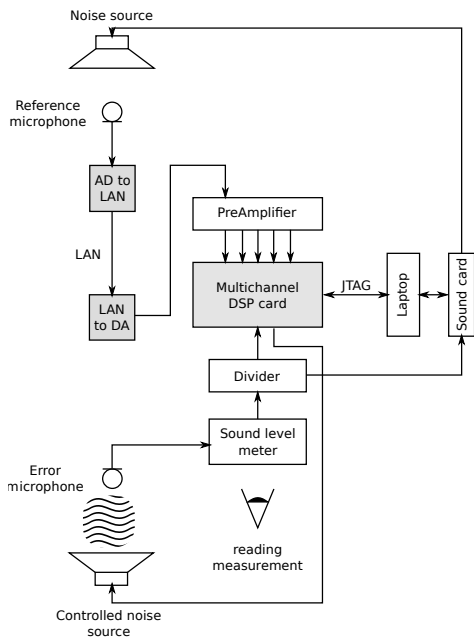 Noise source
Reference
microphone
AD to
LAN
LAN
LAN
to DA
PreAmplifier
Multichannel
DSP card
JTAG
Laptop
Sound card
Divider
Sound level
meter
Error
microphone
reading
measurement
Controlled noise
source